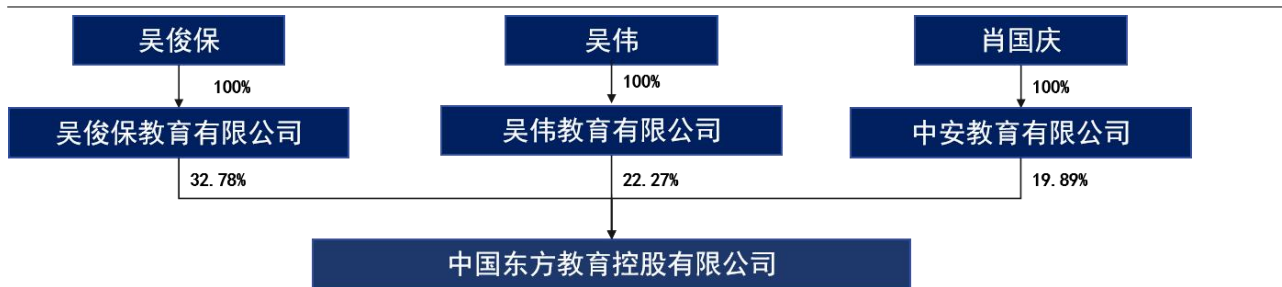 吴俊保
吴伟
肖国庆
100%
100%
100%
吴俊保教育有限公司
吴伟教育有限公司
中安教育有限公司
32.78%
22.27%
19.89%
中国东方教育控股有限公司